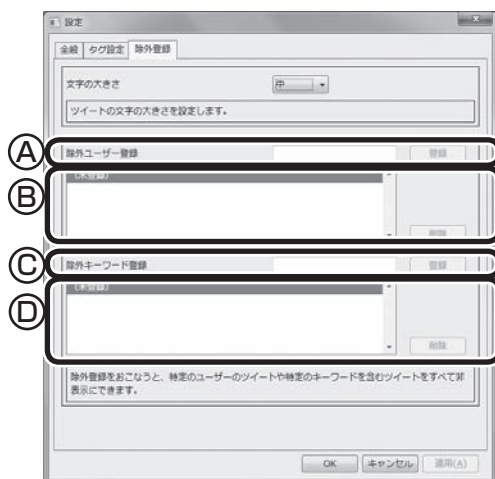 設定
全般 タグ設定 除外登録
文字の大きさ 中
ツイートの文字の大きさを設定します。
Ⓐ 除外ユーザー登録 登録
Ⓑ (未登録)
削除
Ⓒ 除外キーワード登録 登録
Ⓓ (未登録)
削除
除外登録をおこなうと、特定のユーザーのツイートや特定のキーワードを含むツイートをすべて非
表示にできます。
OK キャンセル 適用(A)